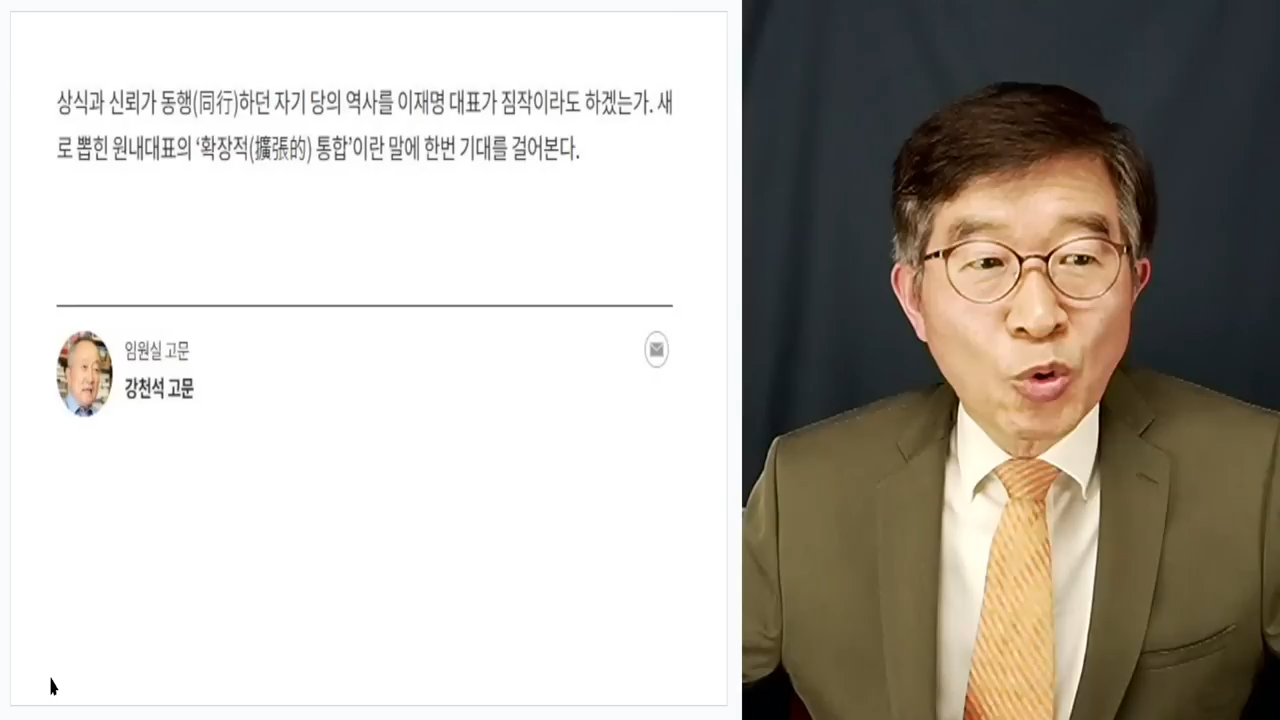 상식과 신뢰가 동행(同行)하던 자기 당의 역사를 이재명 대표가 짐작이라도 하겠는가. 새
로 뽑힌 원내대표의 ‘확장적(擴張的) 통합’이란 말에 한번 기대를 걸어본다.
임원실 고문
강천석 고문